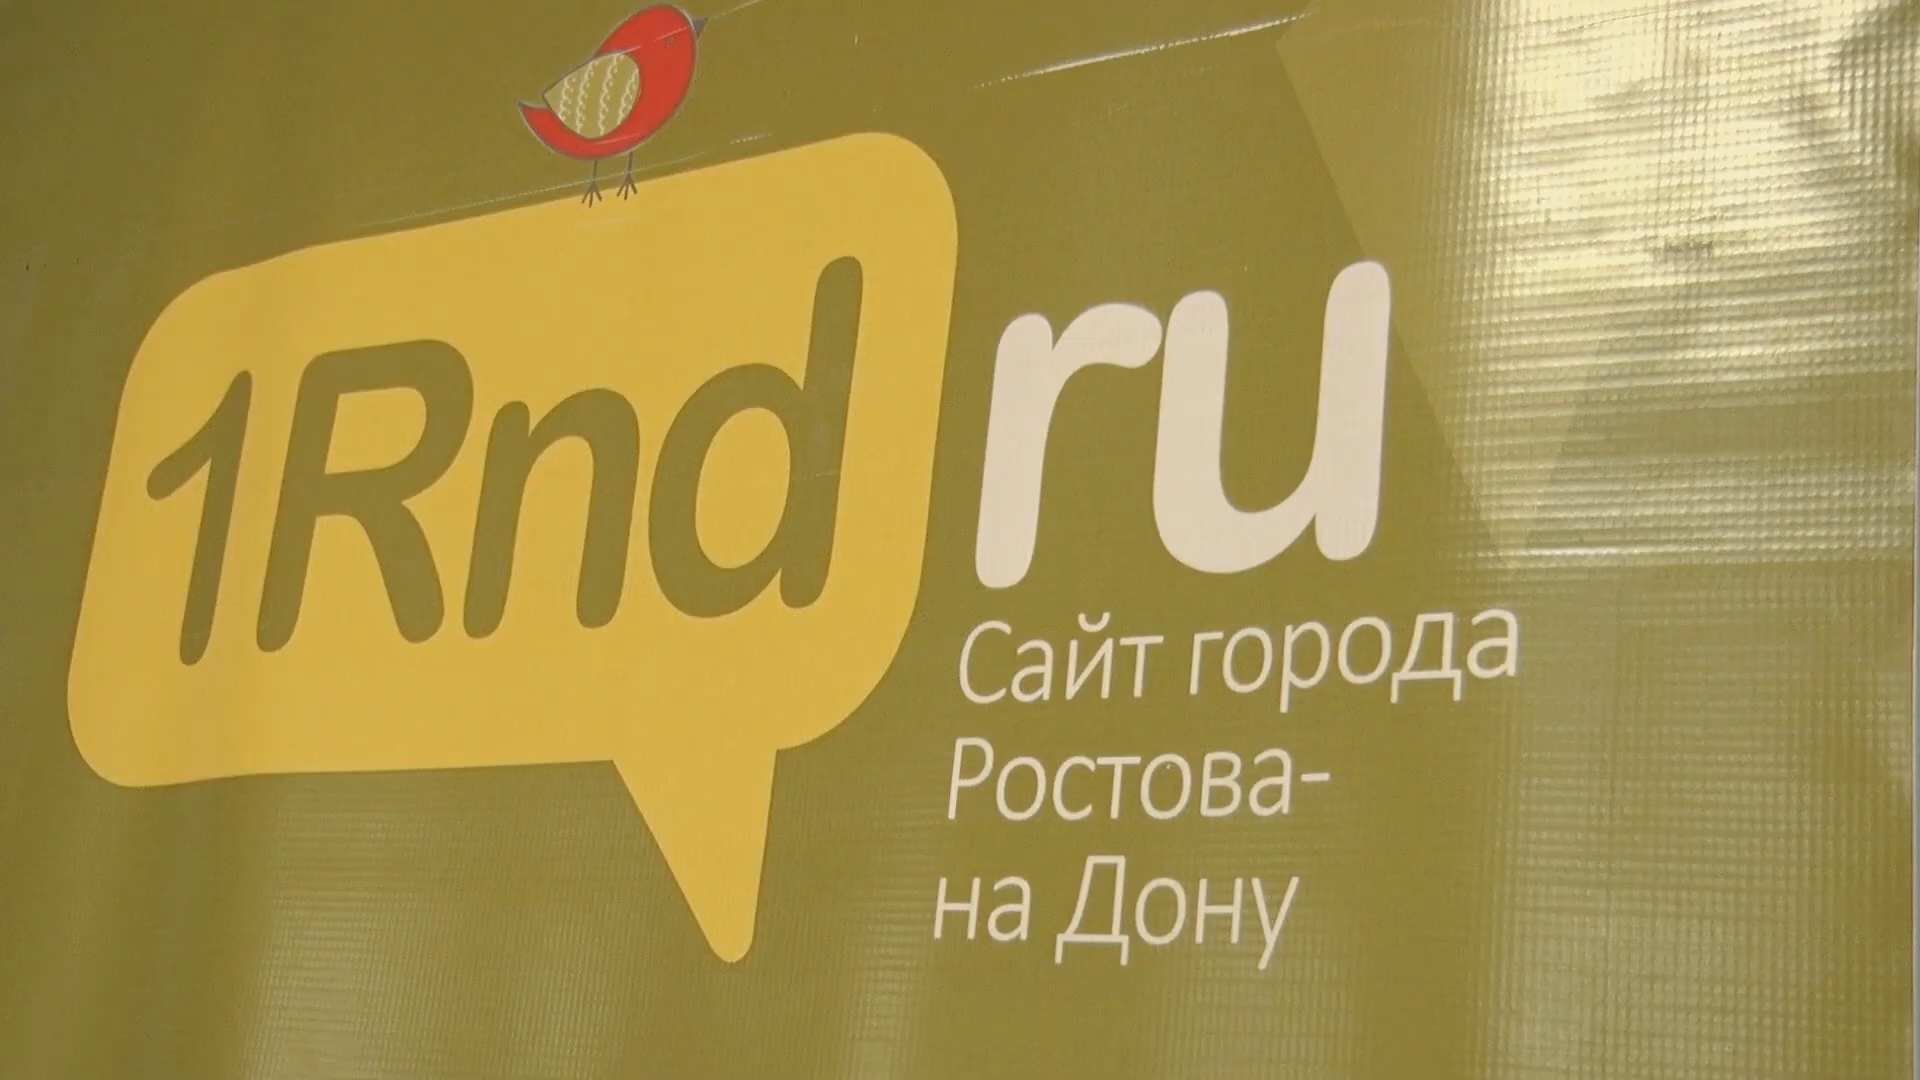 1Rnd ru
Сайт города
Ростова-
на Дону